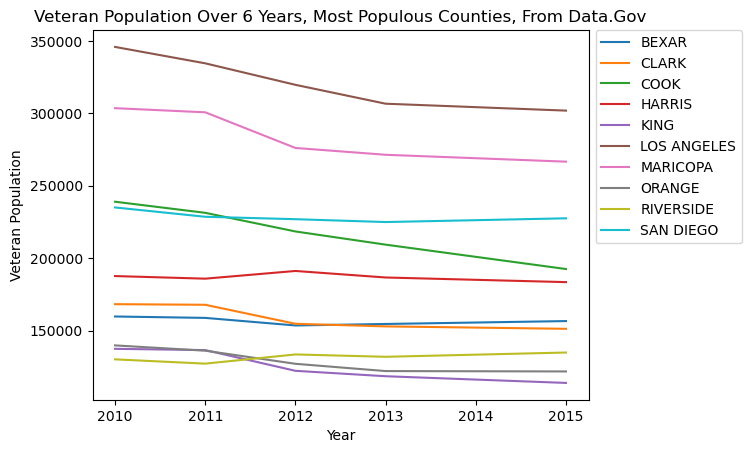 Veteran Population Over 6 Years, Most Populous Counties, From Data.Gov
350000
300000
250000
200000
150000
Veteran Population
2010
2011
2012
2013
2014
2015
Year
BEXAR
CLARK
COOK
HARRIS
KING
LOS ANGELES
MARICOPA
ORANGE
RIVERSIDE
SAN DIEGO